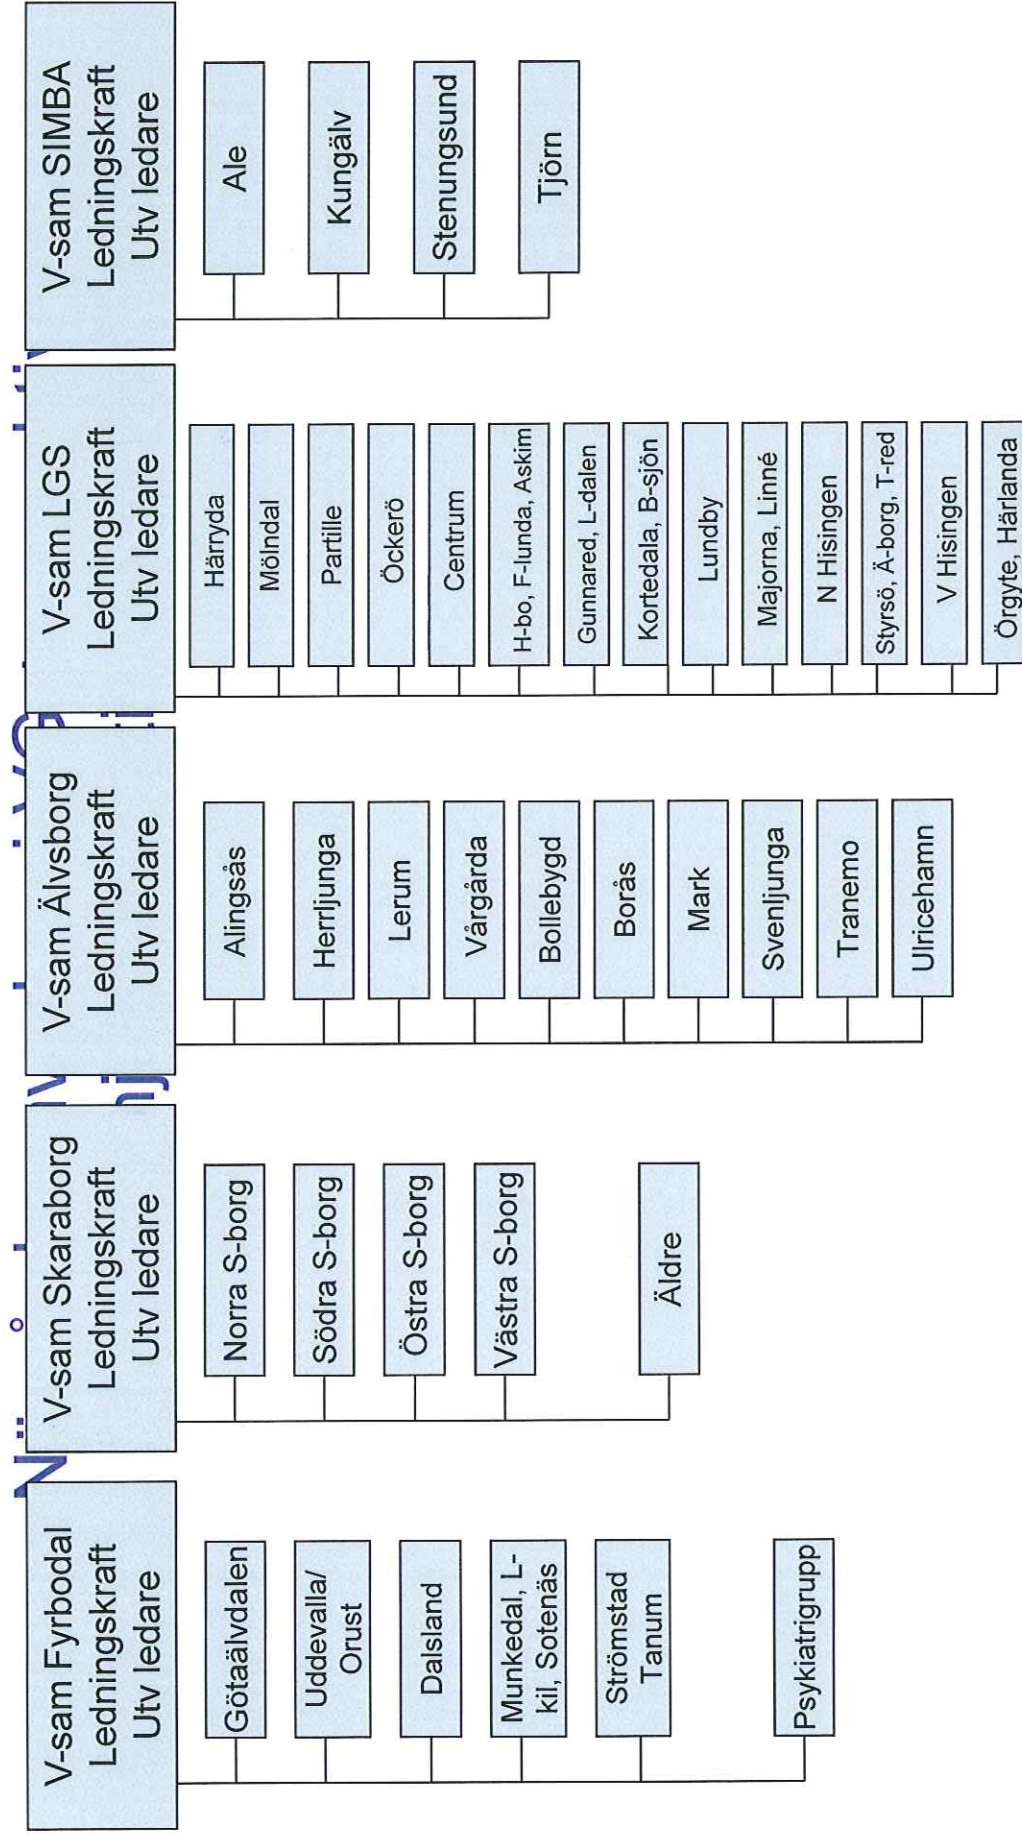 V-sam Fyrbodal
Ledningskraft
Utv ledare
Götaälvdalen
Uddevalla/
Orust
Dalsland
Munkedal, L-
kil, Sotenäs
Strömstad
Tanum
Psykiatrigrupp
V-sam Skaraborg
Ledningskraft
Utv ledare
Norra S-borg
Södra S-borg
Östra S-borg
Västra S-borg
Äldre
V-sam Älvsborg
Ledningskraft
Utv ledare
Alingsås
Herrljunga
Lerum
Vårgårda
Bollebygd
Borås
Mark
Svenljunga
Tranemo
Ulricehamn
V-sam LGS
Ledningskraft
Utv ledare
Härryda
Mölndal
Partille
Öckerö
Centrum
H-bo, F-lunda, Askim
Gunnared, L-dalen
Kortedala, B-sjön
Lundby
Majorna, Linné
N Hisingen
Styrsö, Ä-borg, T-red
V Hisingen
Örgyte, Härlanda
V-sam SIMBA
Ledningskraft
Utv ledare
Ale
Kungälv
Stenungsund
Tjörn